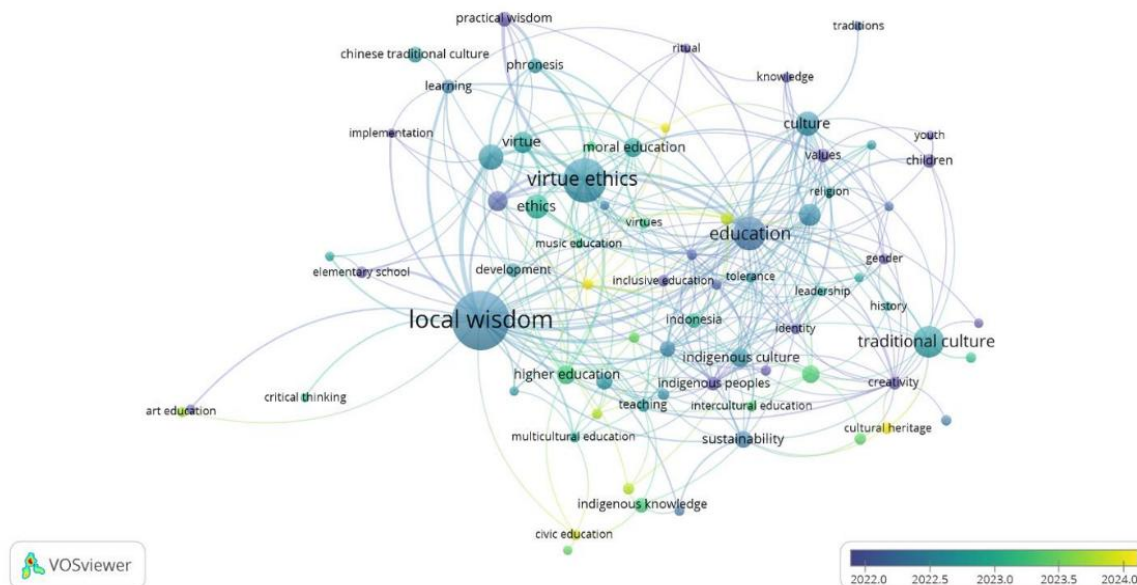 practical wisdom
traditions
chinese traditional culture
ritual
phronesis
learning
knowledge
culture
implementation
virtue
moral education
youth
values
children
virtue ethics
religion
ethics
virtues
education
music education
gender
elementary school
development
inclusive education
tolerance
leadership
history
local wisdom
indonesia
identity
traditional culture
indigenous culture
higher education
indigenous peoples
creativity
critical thinking
teaching
intercultural education
art education
cultural heritage
multicultural education
sustainability
indigenous knowledge
civic education
VOSviewer
2022.0 2022.5 2023.0 2023.5